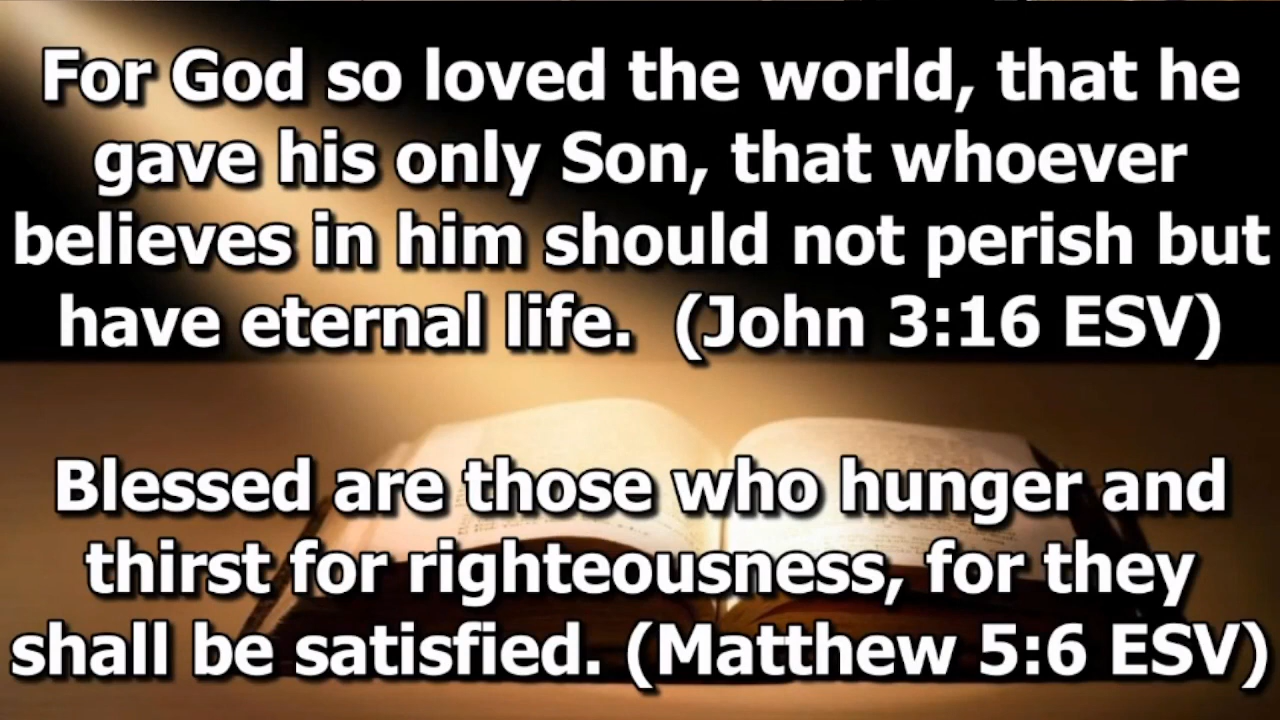 For God so loved the world, that he
gave his only Son, that whoever
believes in him should not perish but
have eternal life.  (John 3:16 ESV)
Blessed are those who hunger and
thirst for righteousness, for they
shall be satisfied. (Matthew 5:6 ESV)